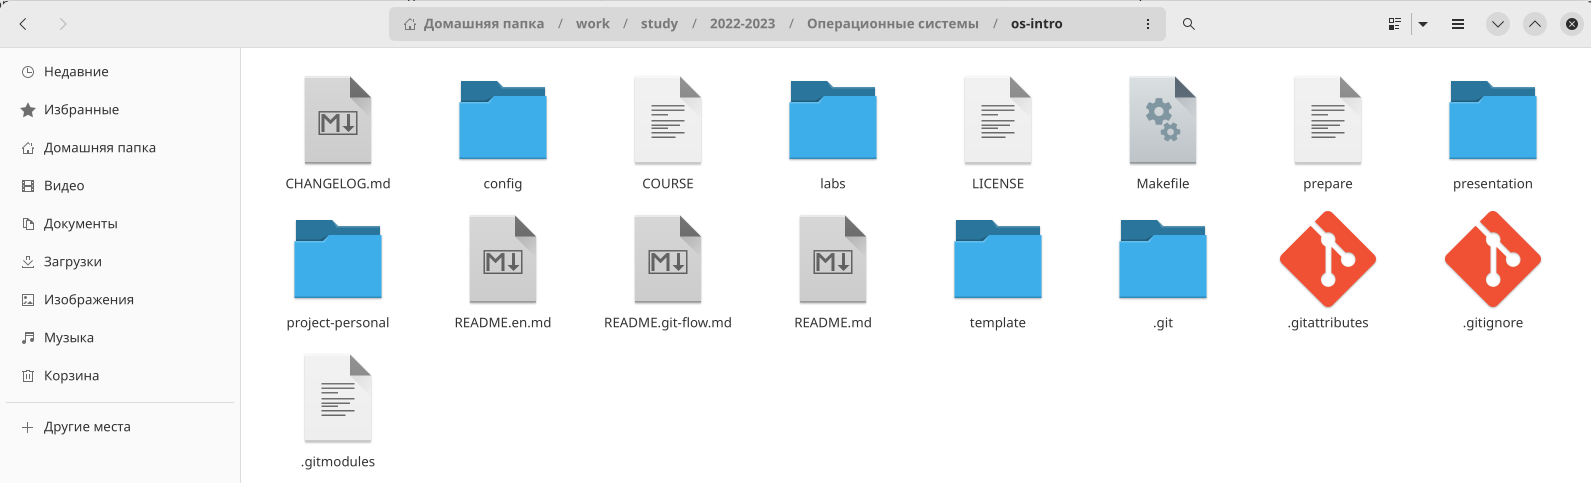 Домашняя папка / work / study / 2022-2023 / Операционные системы / os-intro
Недавние
Избранные
Домашняя папка
Видео
Документы
Загрузки
Изображения
Музыка
Корзина
Другие места
CHANGELOG.md config COURSE labs LICENSE Makefile prepare presentation
project-personal README.en.md README.git-flow.md README.md template .git .gitattributes .gitignore
.gitmodules